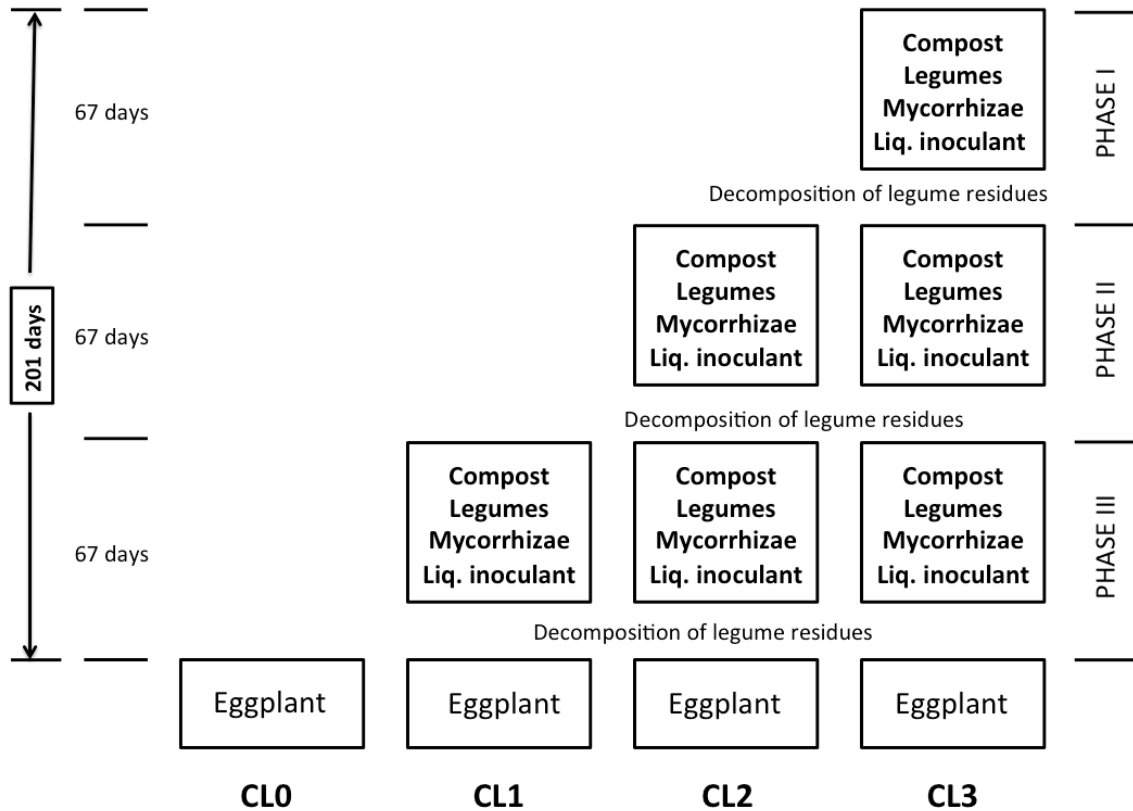 Compost
Legumes
Mycorrhizae
Liq. inoculant
67 days
PHASE I
Decomposition of legume residues
201 days
Compost
Legumes
Mycorrhizae
Liq. inoculant
Compost
Legumes
Mycorrhizae
Liq. inoculant
67 days
PHASE II
Decomposition of legume residues
Compost
Legumes
Mycorrhizae
Liq. inoculant
Compost
Legumes
Mycorrhizae
Liq. inoculant
Compost
Legumes
Mycorrhizae
Liq. inoculant
67 days
PHASE III
Decomposition of legume residues
Eggplant
Eggplant
Eggplant
Eggplant
CL0
CL1
CL2
CL3